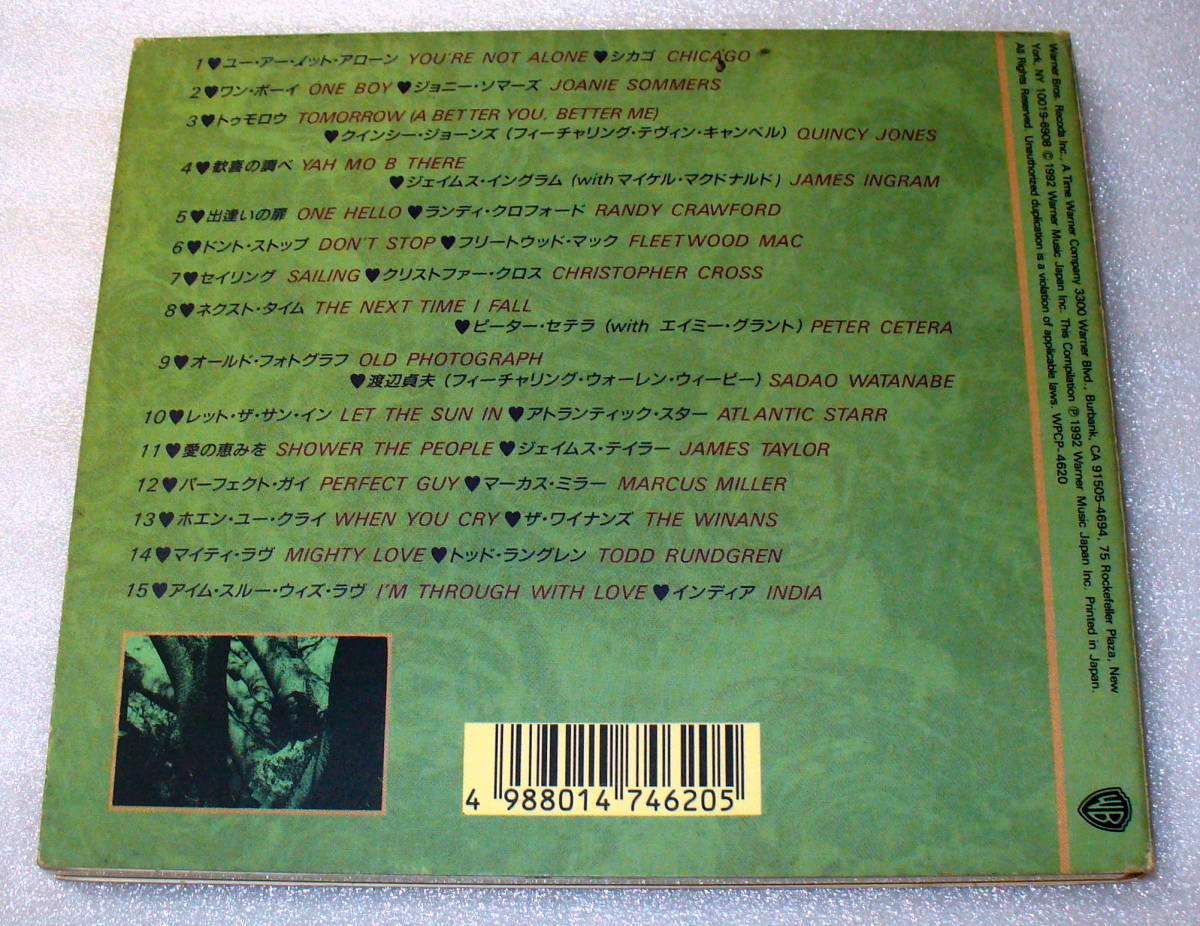 1♥ユー・アー・ノット・アローン YOU'RE NOT ALONE♥シカゴ CHICAGO
2♥ワン・ボーイ ONE BOY♥ジョニー・ソマーズ JOANIE SOMMERS
3♥トゥモロウ TOMORROW (A BETTER YOU, BETTER ME)
♥クインシー・ジョーンズ (フィーチャリング・テヴィン・キャンベル) QUINCY JONES
4♥歓喜の調べ YAH MO B THERE
♥ジェイムス・イングラム (withマイケル・マクドナルド) JAMES INGRAM
5♥出逢いの扉 ONE HELLO♥ランディ・クロフォード RANDY CRAWFORD
6♥ドント・ストップ DON'T STOP♥フリートウッド・マック FLEETWOOD MAC
7♥セイリング SAILING♥クリストファー・クロス CHRISTOPHER CROSS
8♥ネクスト・タイム THE NEXT TIME I FALL
♥ピーター・セテラ (with エイミー・グラント) PETER CETERA
9♥オールド・フォトグラフ OLD PHOTOGRAPH
♥渡辺貞夫 (フィーチャリング・ウォーレン・ウィービー) SADAO WATANABE
10♥レット・ザ・サン・イン LET THE SUN IN♥アトランティック・スター ATLANTIC STARR
11♥愛の恵みを SHOWER THE PEOPLE♥ジェイムス・テイラー JAMES TAYLOR
12♥パーフェクト・ガイ PERFECT GUY♥マーカス・ミラー MARCUS MILLER
13♥ホエン・ユー・クライ WHEN YOU CRY♥ザ・ワイナンズ THE WINANS
14♥マイティ・ラヴ MIGHTY LOVE♥トッド・ラングレン TODD RUNDGREN
15♥アイム・スルー・ウィズ・ラヴ I'M THROUGH WITH LOVE♥インディア INDIA
4 988014 746205
Warner Bros. Records Inc., A Time Warner Company 3300 Warner Blvd., Burbank, CA 91505-4694, 75 Rockefeller Plaza, New
York, NY 10019-6908 © 1992 Warner Music Japan Inc. This Compilation ℗ 1992 Warner Music Japan Inc. Printed in Japan.
All Rights Reserved. Unauthorized duplication is a violation of applicable laws. WPCP-4620
WB